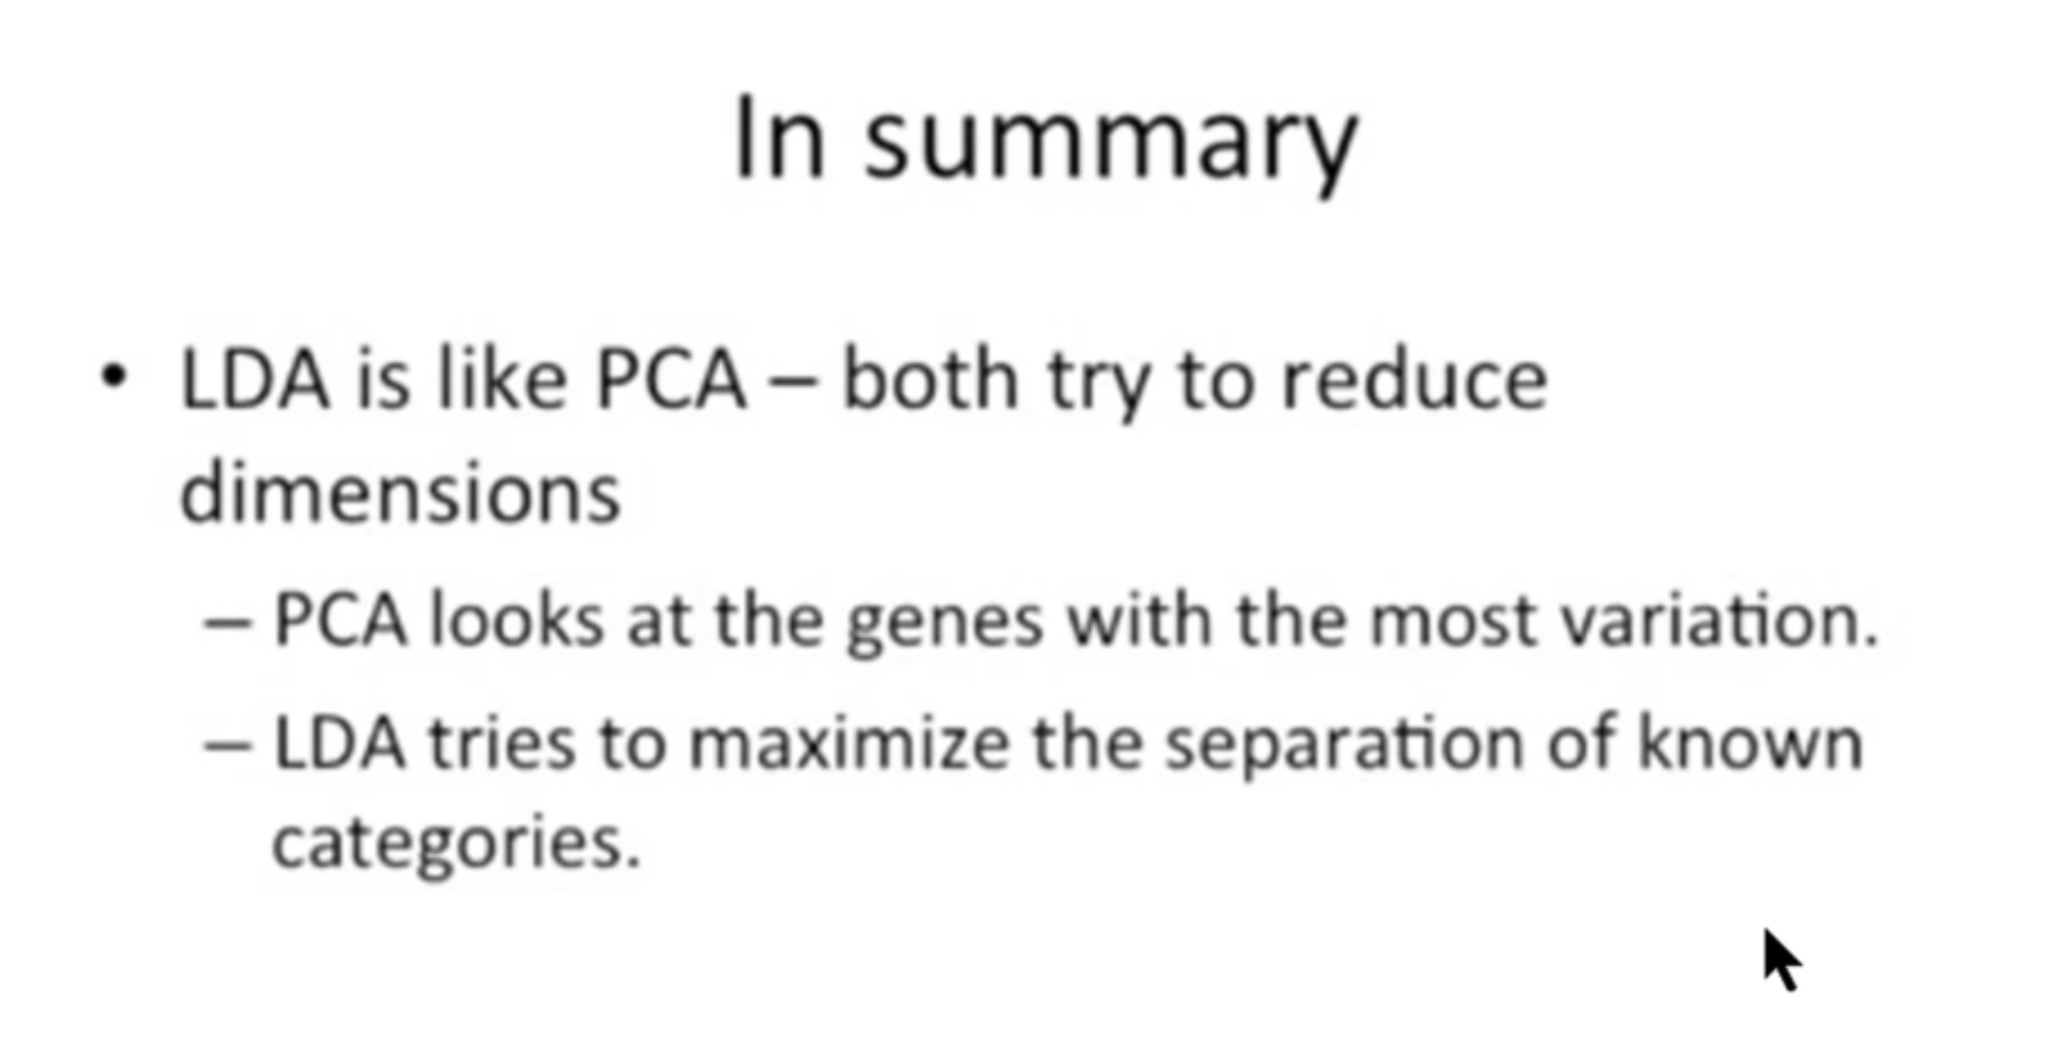 In summary
• LDA is like PCA – both try to reduce
dimensions
– PCA looks at the genes with the most variation.
– LDA tries to maximize the separation of known
categories.